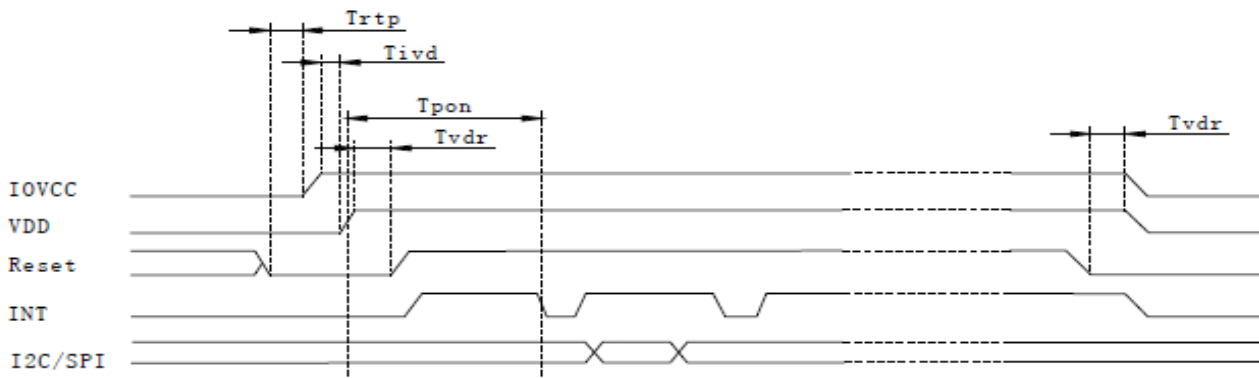 Trtp
Tivd
Tpon
Tvdr
Tvdr
IOVCC
VDD
Reset
INT
I2C/SPI